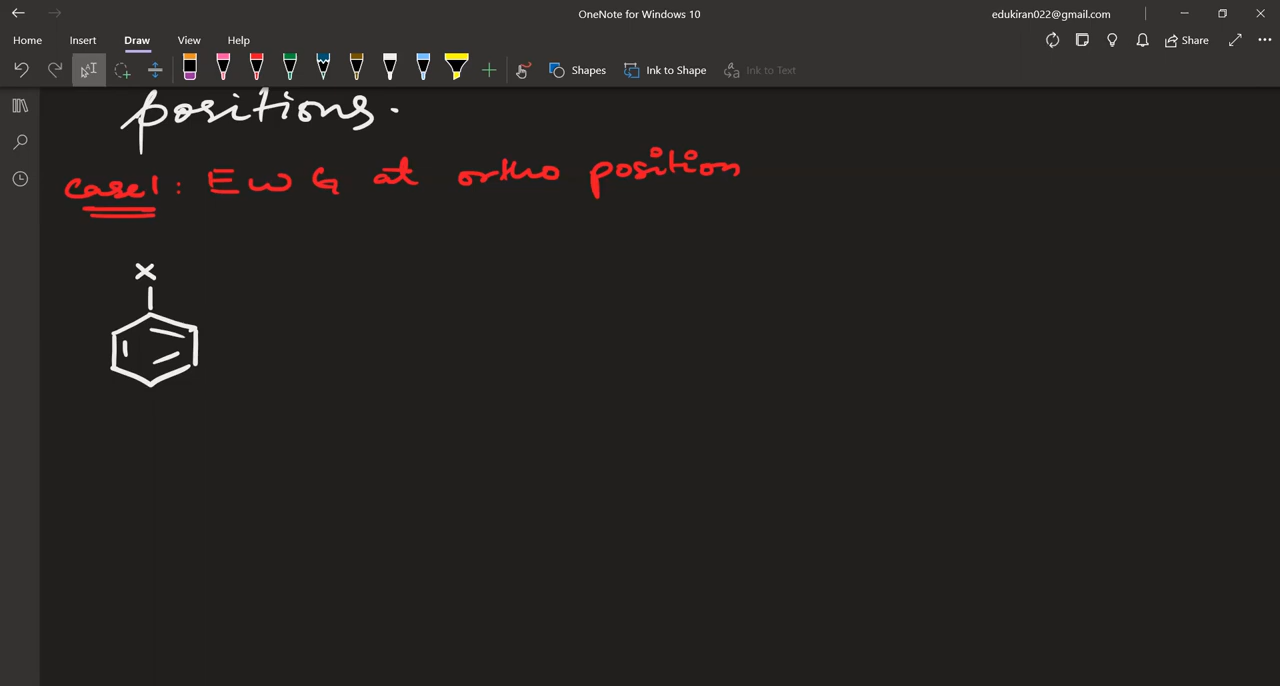 OneNote for Windows 10
edukiran022@gmail.com
Home Insert Draw View Help
Share
Shapes Ink to Shape Ink to Text
positions.
case1: EWG at ortho position
x